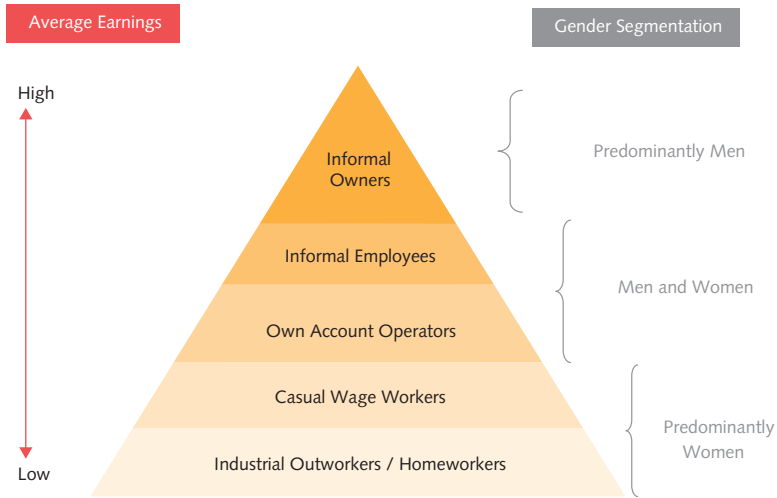 Average Earnings
Gender Segmentation
High
Informal
Owners
Predominantly Men
Informal Employees
Men and Women
Own Account Operators
Casual Wage Workers
Predominantly
Women
Industrial Outworkers / Homeworkers
Low